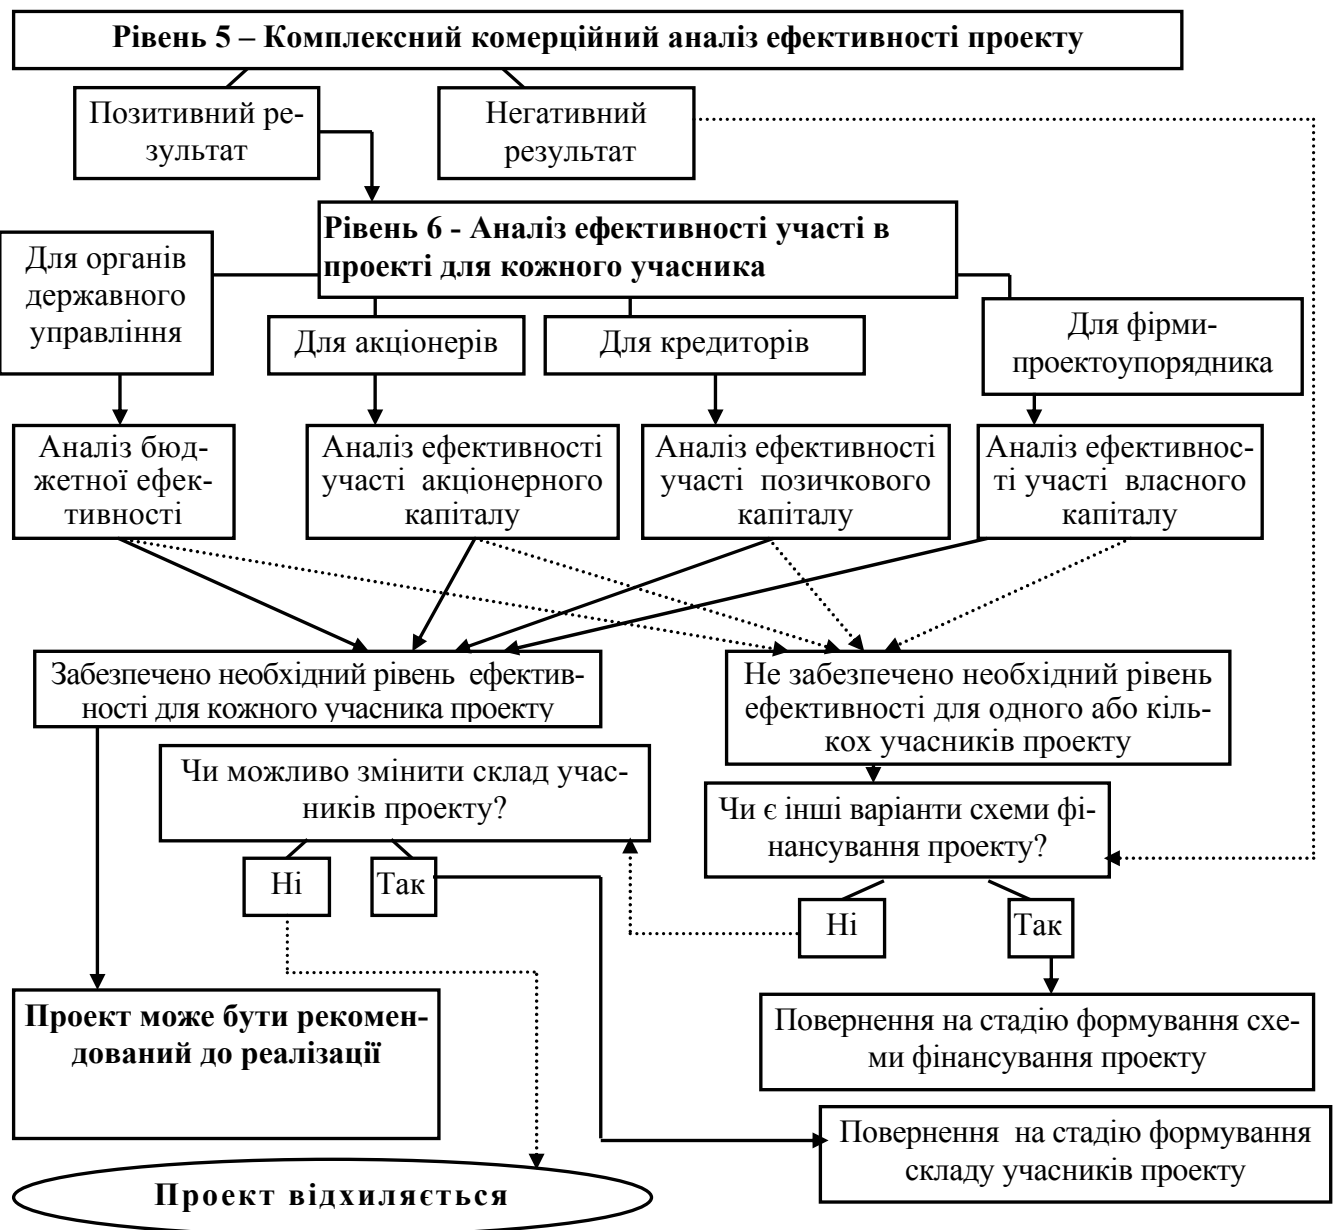 Рівень 5 – Комплексний комерційний аналіз ефективності проекту
Позитивний ре-
зультат
Негативний
результат
Рівень 6 - Аналіз ефективності участі в
проекті для кожного учасника
Для органів
державного
управління
Для акціонерів
Для кредиторів
Для фірми-
проектоупорядника
Аналіз бюд-
жетної ефек-
тивності
Аналіз ефективності
участі акціонерного
капіталу
Аналіз ефективності
участі позичкового
капіталу
Аналіз ефективнос-
ті участі власного
капіталу
Забезпечено необхідний рівень ефектив-
ності для кожного учасника проекту
Не забезпечено необхідний рівень
ефективності для одного або кіль-
кох учасників проекту
Чи можливо змінити склад учас-
ників проекту?
Чи є інші варіанти схеми фі-
нансування проекту?
Ні
Так
Ні
Так
Проект може бути рекомен-
дований до реалізації
Повернення на стадію формування схе-
ми фінансування проекту
Повернення на стадію формування
складу учасників проекту
Проект відхиляється